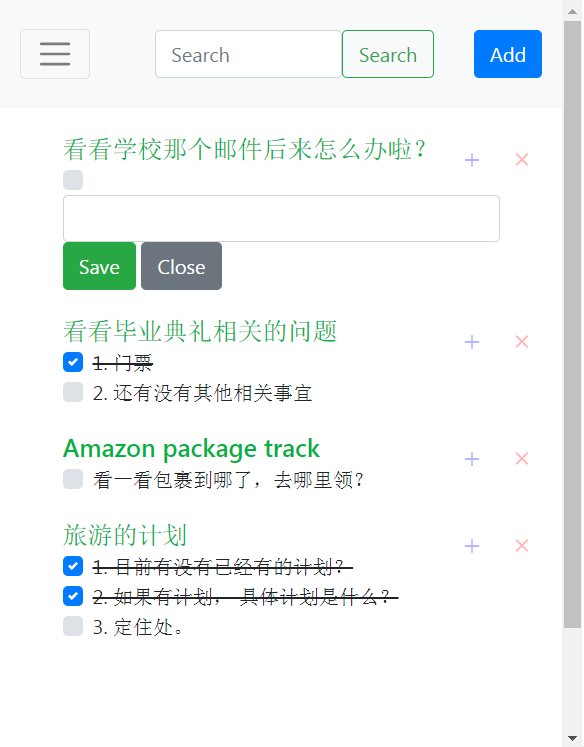 Search Search Add
看看学校那个邮件后来怎么办啦？
Save Close
看看毕业典礼相关的问题
1. 门票
2. 还有没有其他相关事宜
Amazon package track
看一看包裹到哪了，去哪里领？
旅游的计划
1. 目前有没有已经有的计划？
2. 如果有计划， 具体计划是什么？
3. 定住处。